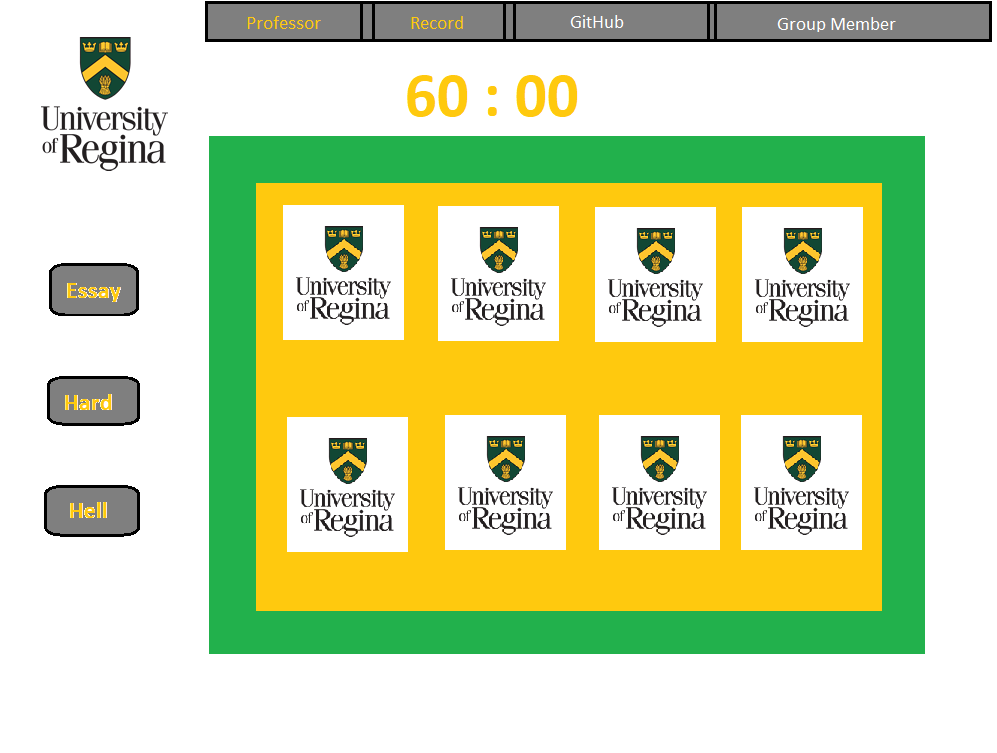 Professor Record GitHub Group Member
University
of Regina
60 : 00
Essay
Hard
Hell
University
of Regina
University
of Regina
University
of Regina
University
of Regina
University
of Regina
University
of Regina
University
of Regina
University
of Regina